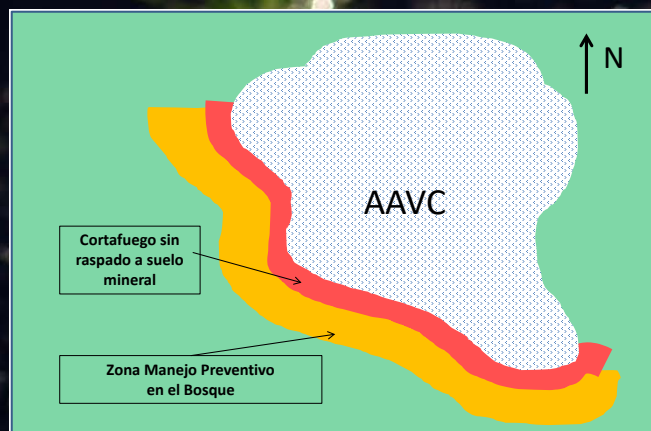 N
AAVC
Cortafuego sin
raspado a suelo
mineral
Zona Manejo Preventivo
en el Bosque